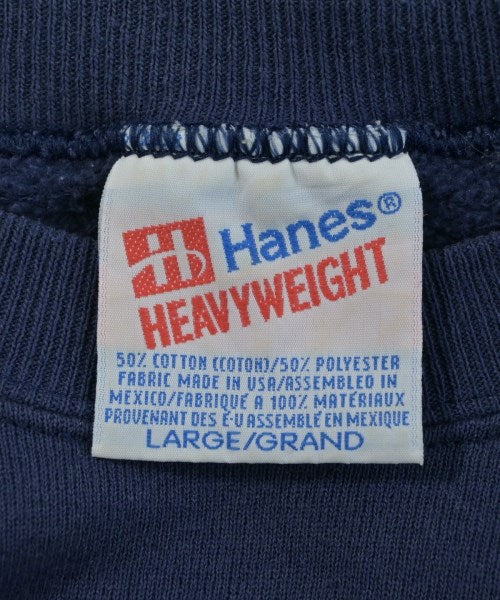 Hanes®
HEAVYWEIGHT
50% COTTON (COTON)/50% POLYESTER
FABRIC MADE IN USA/ASSEMBLED IN
MEXICO/FABRIQUÉ A 100% MATÉRIAUX
PROVENANT DES É-U ASSEMBLÉ EN MEXIQUE
LARGE/GRAND